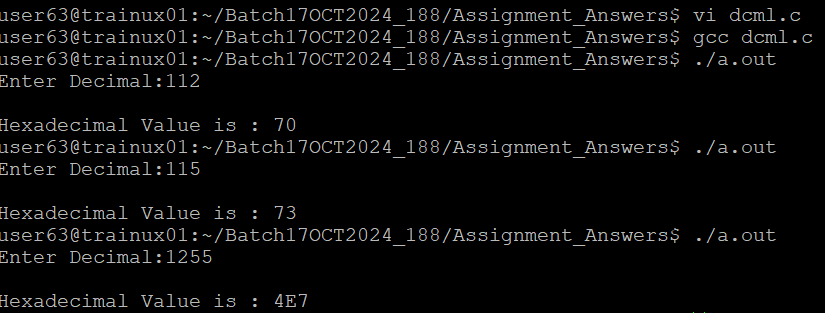 user63@trainux01:~/Batch17OCT2024_188/Assignment_Answers$ vi dcml.c
user63@trainux01:~/Batch17OCT2024_188/Assignment_Answers$ gcc dcml.c
user63@trainux01:~/Batch17OCT2024_188/Assignment_Answers$ ./a.out
Enter Decimal:112
Hexadecimal Value is : 70
user63@trainux01:~/Batch17OCT2024_188/Assignment_Answers$ ./a.out
Enter Decimal:115
Hexadecimal Value is : 73
user63@trainux01:~/Batch17OCT2024_188/Assignment_Answers$ ./a.out
Enter Decimal:1255
Hexadecimal Value is : 4E7